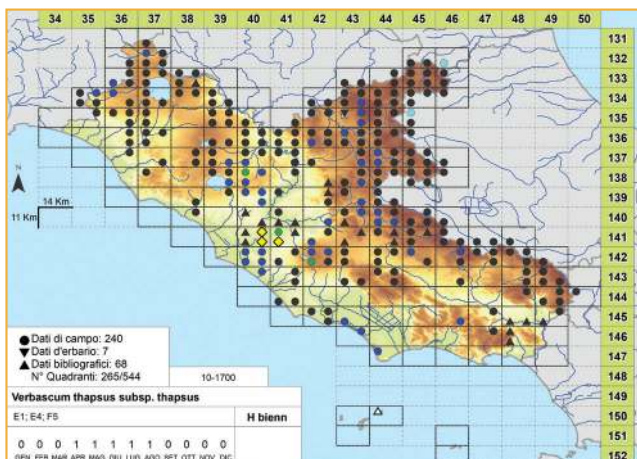 34 35 36 37 38 39 40 41 42 43 44 45 46 47 48 49 50
131
132
133
134
135
136
137
138
139
140
141
142
143
144
145
146
147
148
149
150
151
152
N
14 Km
11 Km
Dati di campo: 240
Dati d'erbario: 7
Dati bibliografici: 68
N° Quadranti: 265/544
10-1700
Verbascum thapsus subsp. thapsus
E1; E4; F5
H bienn
0 0 0 1 1 1 1 1 0 0 0 0
GEN FEB MAR APR MAG GIU LUG AGO SET OTT NOV DIC